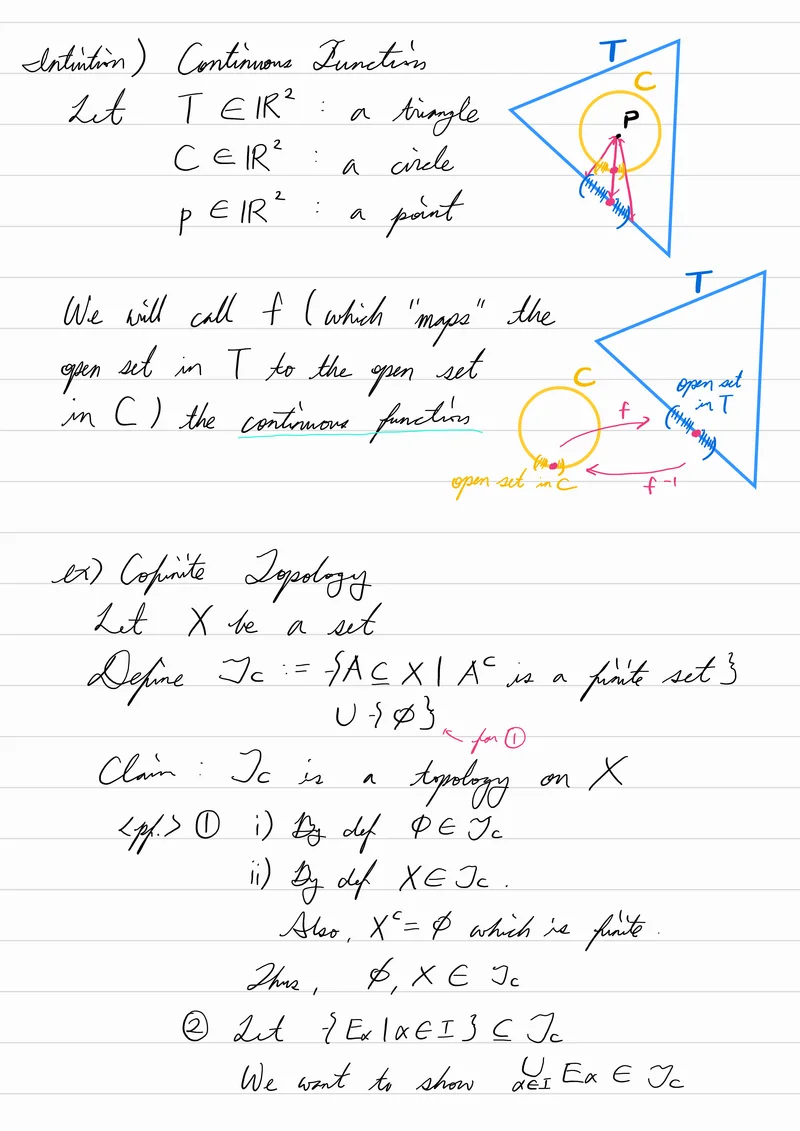 Intuition) Continuous Function
Let T ∈ ℝ² : a triangle
C ∈ ℝ² : a circle
p ∈ ℝ² : a point
T
C
P
We will call f (which "maps" the
open set in T to the open set
in C) the continuous function
T
C
open set
in T
f
open set in C
f⁻¹
ex) Cofinite Topology
Let X be a set
Define 𝒯c := {A ⊆ X | Aᶜ is a finite set}
∪ {∅}
for ①
Claim : 𝒯c is a topology on X
<pf.> ① i) By def ∅ ∈ 𝒯c
ii) By def X ∈ 𝒯c.
Also, Xᶜ = ∅ which is finite.
Thus, ∅, X ∈ 𝒯c
② Let {Eα | α ∈ I} ⊆ 𝒯c
We want to show ∪α∈I Eα ∈ 𝒯c